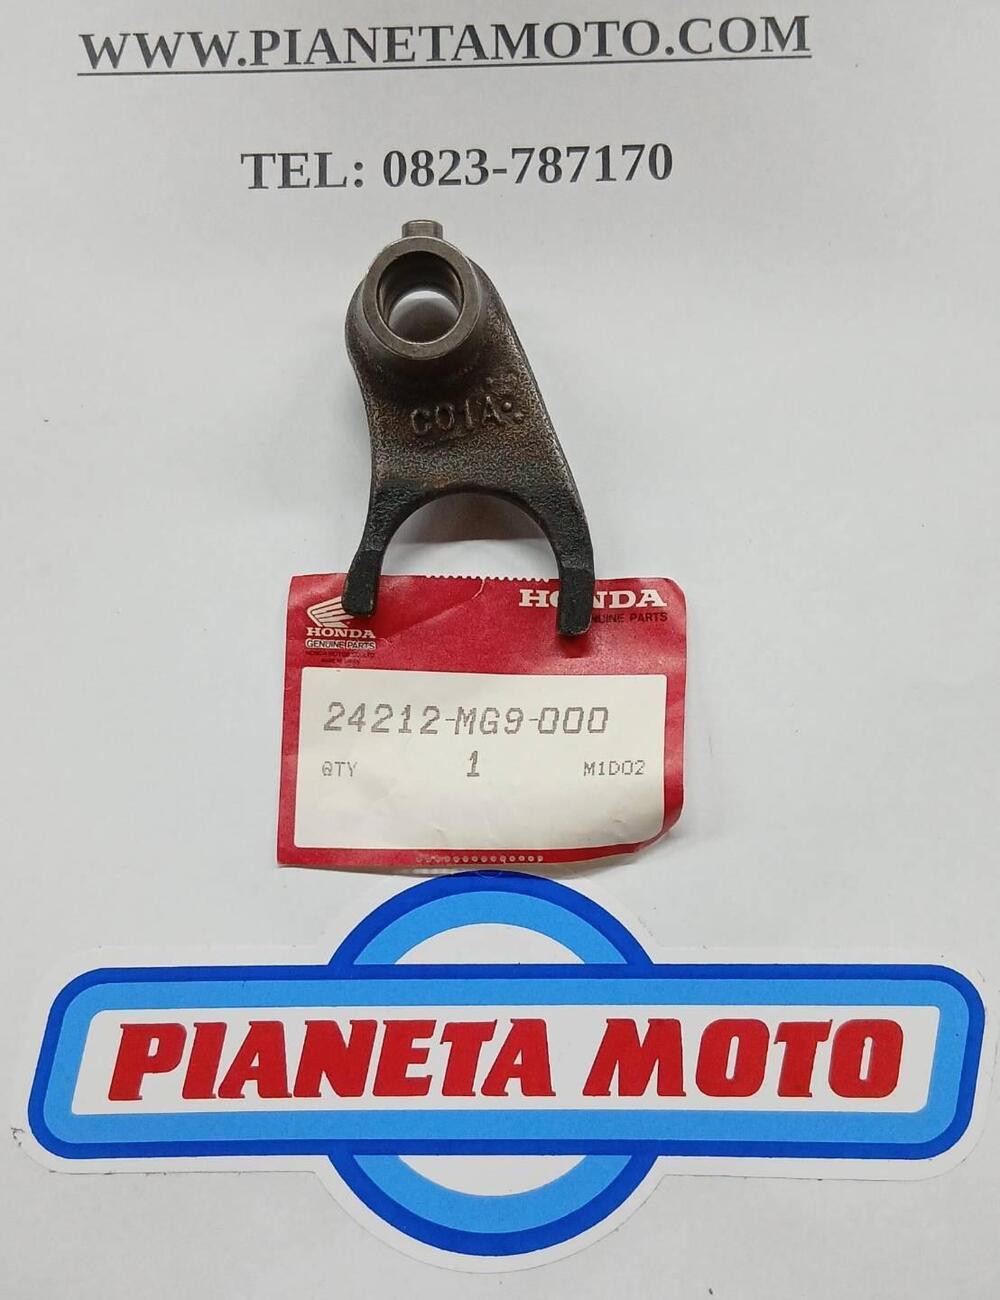 WWW.PIANETAMOTO.COM
TEL: 0823-787170
C01A
HONDA
GENUINE PARTS
HONDA
PARTS
24212-MG9-000
QTY 1 M1D02
PIANETA MOTO